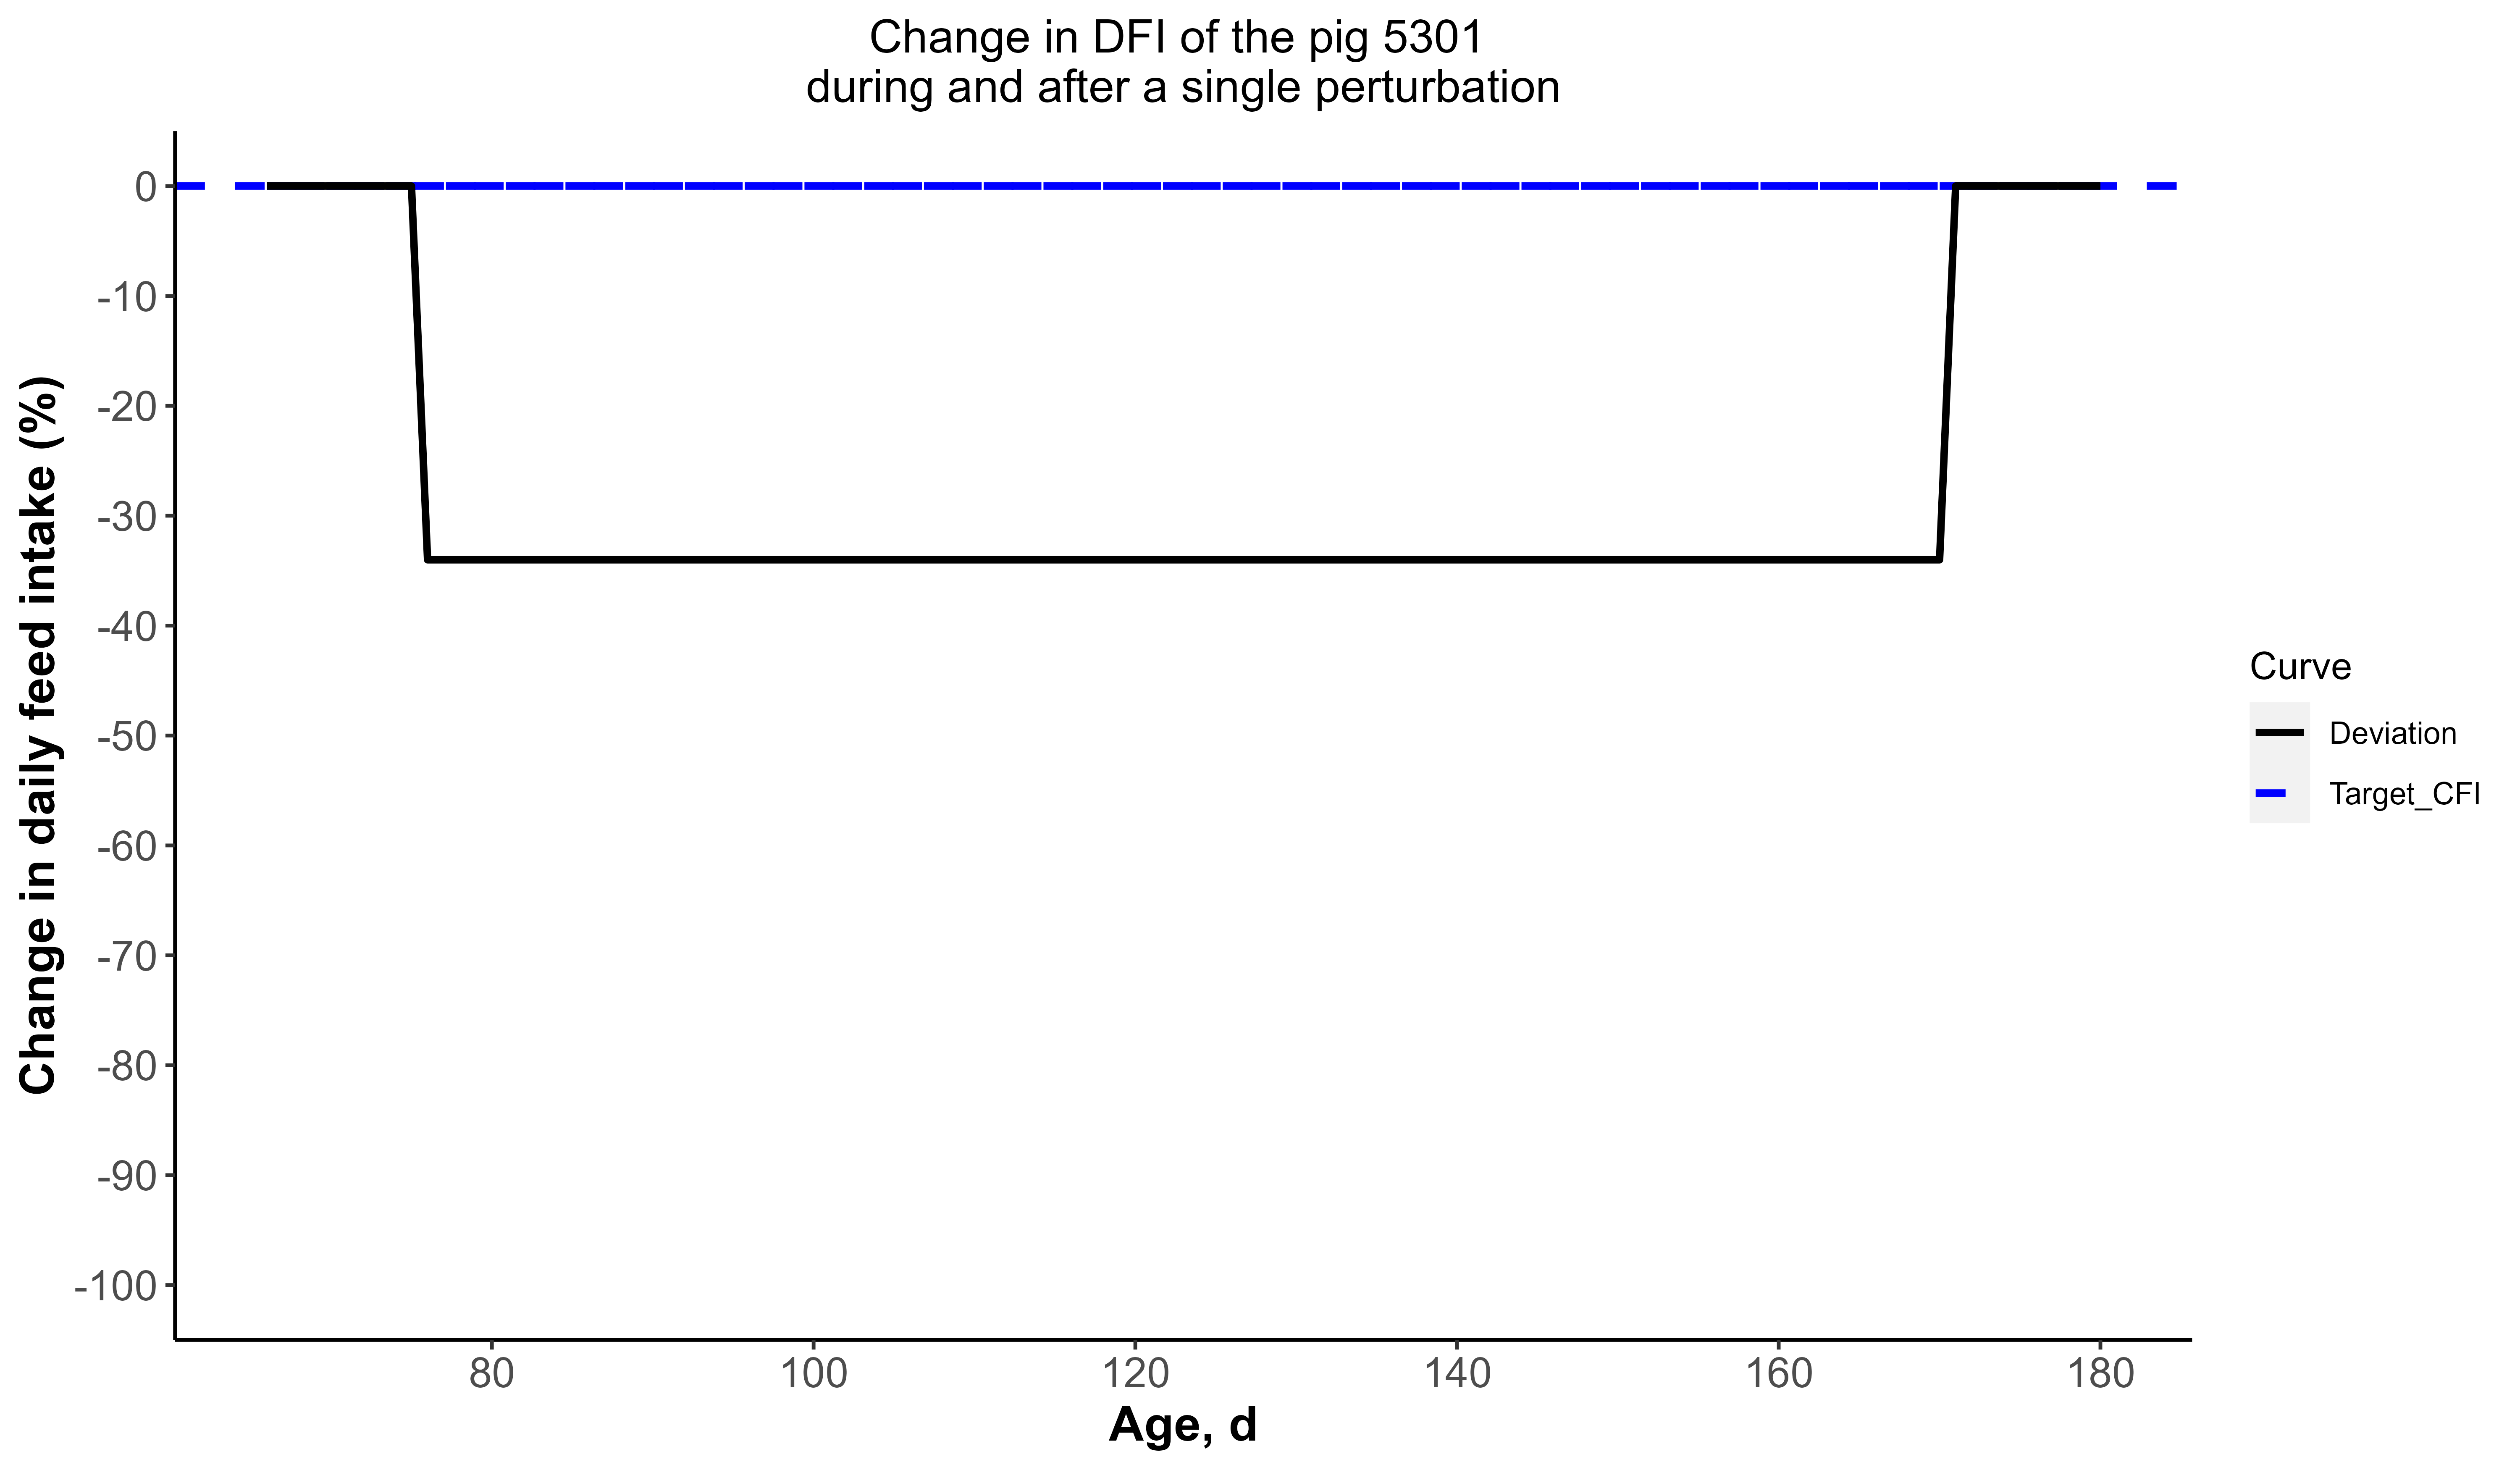 Change in DFI of the pig 5301
during and after a single perturbation
Change in daily feed intake (%)
0
-10
-20
-30
-40
-50
-60
-70
-80
-90
-100
80
100
120
140
160
180
Age, d
Curve
Deviation
Target_CFI